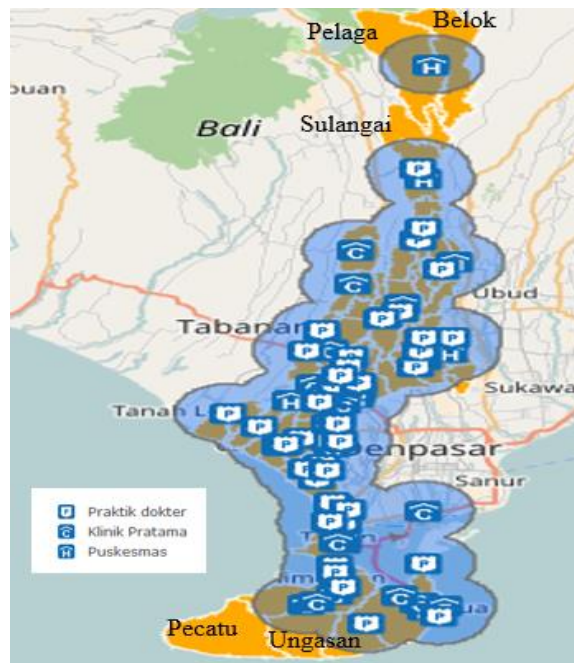 Belok
Pelaga
Bali
Sulangai
Ubud
Tabanan
Sukawa
Tanah L
enpasar
Sanur
Praktik dokter
Klinik Pratama
Puskesmas
Pecatu
Ungasan